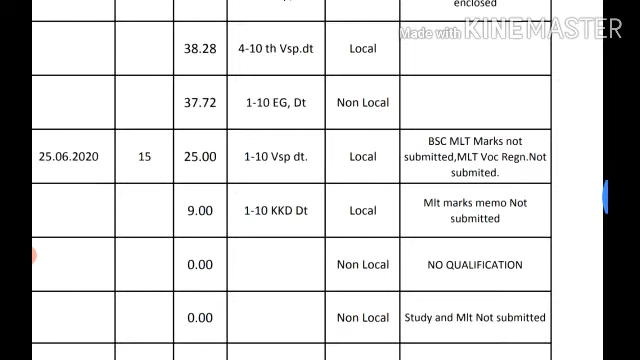 enclosed
Made with KINEMASTER
38.28 4-10 th Vsp.dt Local
37.72 1-10 EG, Dt Non Local
25.06.2020 15 25.00 1-10 Vsp dt. Local BSC MLT Marks not
submitted,MLT Voc Regn.Not
submited.
9.00 1-10 KKD Dt Local Mlt marks memo Not
submitted
0.00 Non Local NO QUALIFICATION
0.00 Non Local Study and Mlt Not submitted